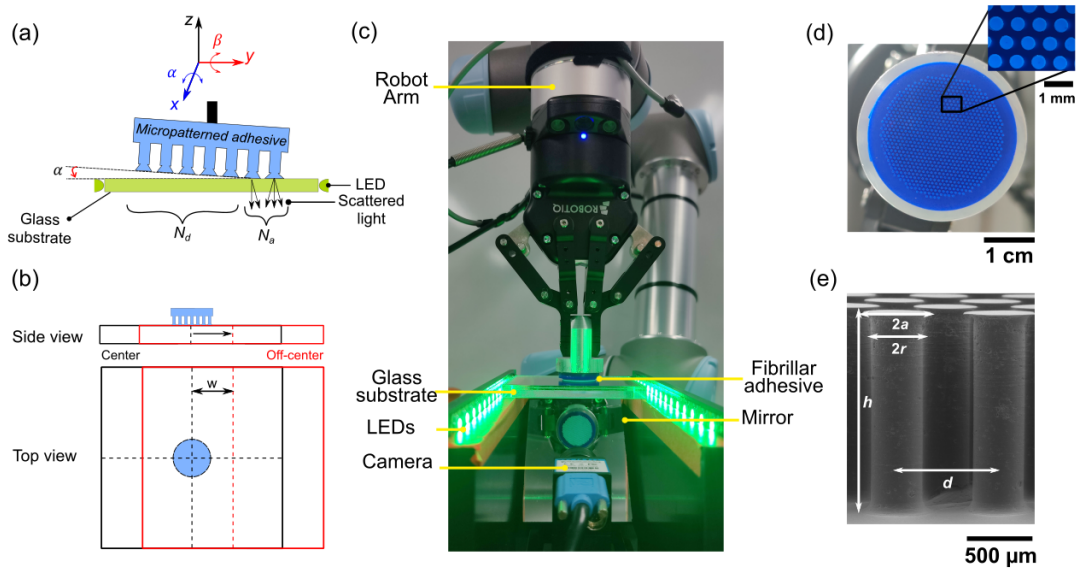 (a)
z
β
y
α
x
Micropatterned adhesive
α
LED
Scattered
light
Glass
substrate
N_d
N_a
(b)
Side view
Center
Off-center
w
Top view
(c)
Robot
Arm
ROBOTIQ
Glass
substrate
LEDs
Camera
Fibrillar
adhesive
Mirror
(d)
1 mm
1 cm
(e)
2a
2r
h
d
500 µm